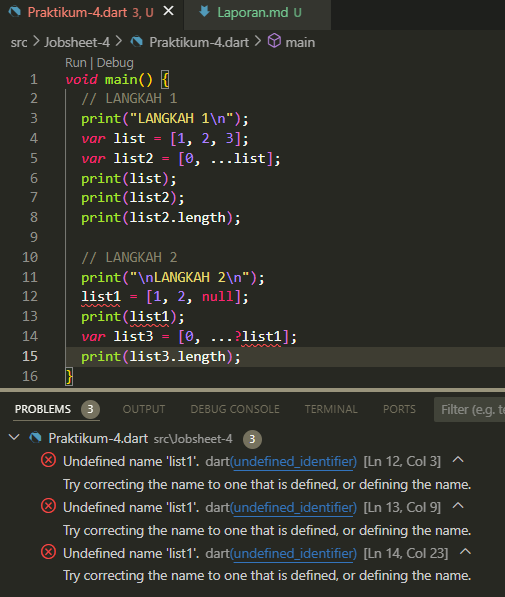 Praktikum-4.dart 3, U × Laporan.md U
src > Jobsheet-4 > Praktikum-4.dart > main
Run | Debug
1 void main() {
2 // LANGKAH 1
3 print("LANGKAH 1\n");
4 var list = [1, 2, 3];
5 var list2 = [0, ...list];
6 print(list);
7 print(list2);
8 print(list2.length);
9
10 // LANGKAH 2
11 print("\nLANGKAH 2\n");
12 list1 = [1, 2, null];
13 print(list1);
14 var list3 = [0, ...?list1];
15 print(list3.length);
16 }
PROBLEMS 3 OUTPUT DEBUG CONSOLE TERMINAL PORTS Filter (e.g. te
Praktikum-4.dart src\Jobsheet-4 3
Undefined name 'list1'. dart(undefined_identifier) [Ln 12, Col 3]
Try correcting the name to one that is defined, or defining the name.
Undefined name 'list1'. dart(undefined_identifier) [Ln 13, Col 9]
Try correcting the name to one that is defined, or defining the name.
Undefined name 'list1'. dart(undefined_identifier) [Ln 14, Col 23]
Try correcting the name to one that is defined, or defining the name.